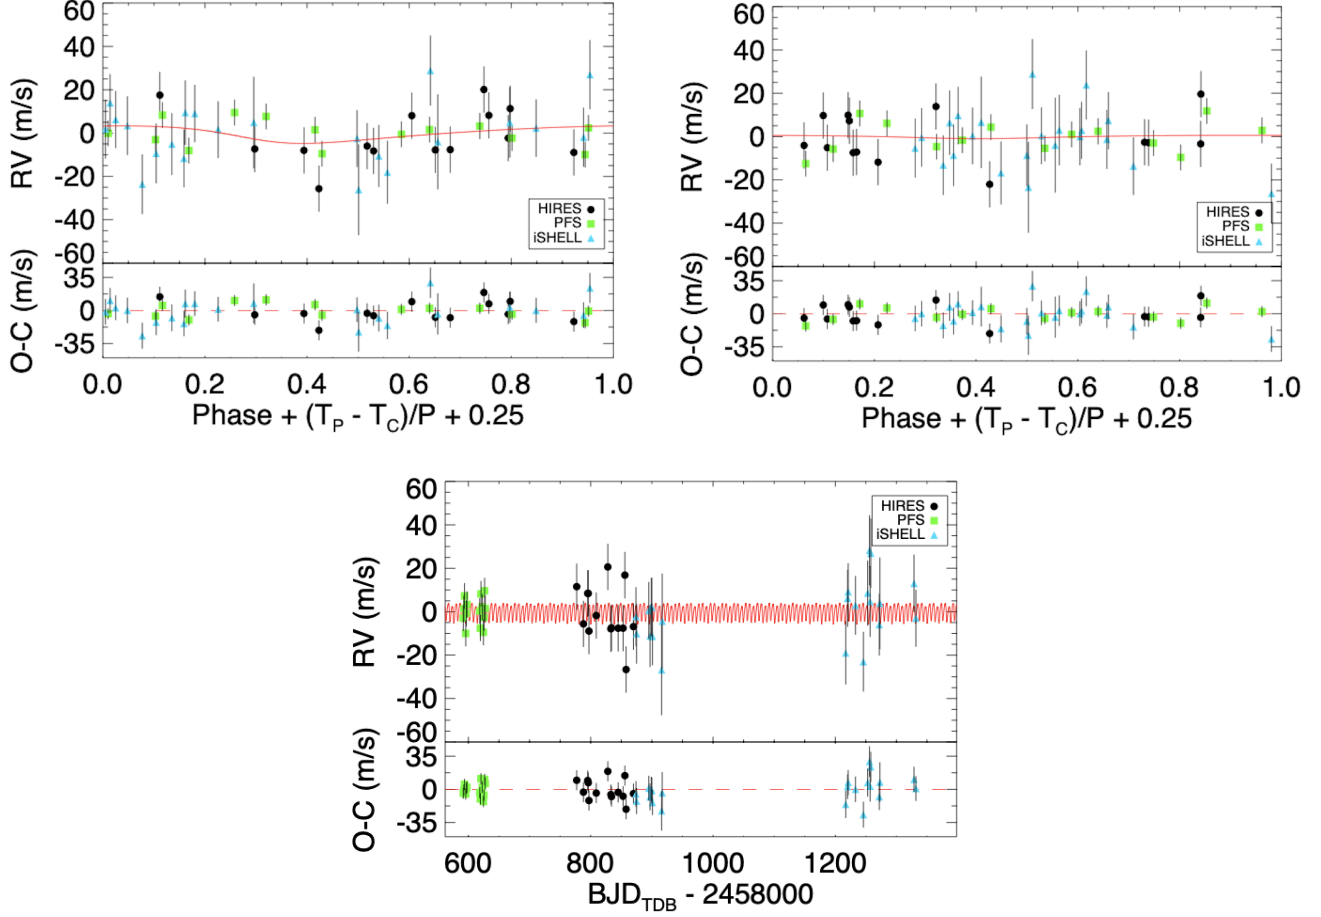 60
40
20
0
-20
-40
-60
RV (m/s)
HIRES
PFS
iSHELL
35
0
-35
O-C (m/s)
0.0 0.2 0.4 0.6 0.8 1.0
Phase + (T_P - T_C)/P + 0.25
60
40
20
0
-20
-40
-60
RV (m/s)
HIRES
PFS
iSHELL
35
0
-35
O-C (m/s)
0.0 0.2 0.4 0.6 0.8 1.0
Phase + (T_P - T_C)/P + 0.25
60
40
20
0
-20
-40
-60
RV (m/s)
HIRES
PFS
iSHELL
35
0
-35
O-C (m/s)
600 800 1000 1200
BJD_TDB - 2458000